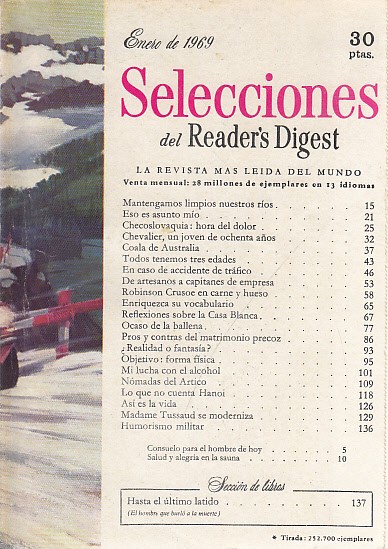 Enero de 1969
30
ptas.
Selecciones
del Reader's Digest
LA REVISTA MAS LEIDA DEL MUNDO
Venta mensual: 28 millones de ejemplares en 13 idiomas
Mantengamos limpios nuestros ríos . . . . . . . . 15
Eso es asunto mío . . . . . . . . 21
Checoslovaquia: hora del dolor . . . . . . . . 25
Chevalier, un joven de ochenta años . . . . . . . . 32
Coala de Australia . . . . . . . . 37
Todos tenemos tres edades . . . . . . . . 43
En caso de accidente de tráfico . . . . . . . . 46
De artesanos a capitanes de empresa . . . . . . . . 53
Robinson Crusoe en carne y hueso . . . . . . . . 58
Enriquezca su vocabulario . . . . . . . . 65
Reflexiones sobre la Casa Blanca . . . . . . . . 67
Ocaso de la ballena . . . . . . . . 77
Pros y contras del matrimonio precoz . . . . . . . . 86
¿Realidad o fantasía? . . . . . . . . 93
Objetivo: forma física . . . . . . . . 95
Mi lucha con el alcohol . . . . . . . . 101
Nómadas del Artico . . . . . . . . 109
Lo que no cuenta Hanoi . . . . . . . . 118
Así es la vida . . . . . . . . 126
Madame Tussaud se moderniza . . . . . . . . 129
Humorismo militar . . . . . . . . 136
Consuelo para el hombre de hoy . . . . . 5
Salud y alegría en la sauna . . . . . 10
Sección de libros
Hasta el último latido . . . . . . . . 137
(El hombre que burló a la muerte)
* Tirada: 252.700 ejemplares